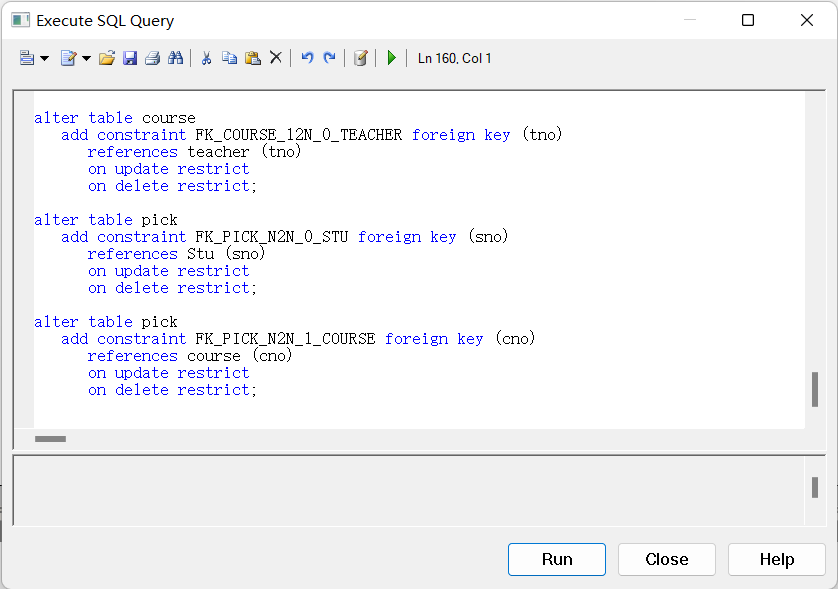 Execute SQL Query
Ln 160, Col 1
alter table course
add constraint FK_COURSE_12N_0_TEACHER foreign key (tno)
references teacher (tno)
on update restrict
on delete restrict;
alter table pick
add constraint FK_PICK_N2N_0_STU foreign key (sno)
references Stu (sno)
on update restrict
on delete restrict;
alter table pick
add constraint FK_PICK_N2N_1_COURSE foreign key (cno)
references course (cno)
on update restrict
on delete restrict;
Run Close Help